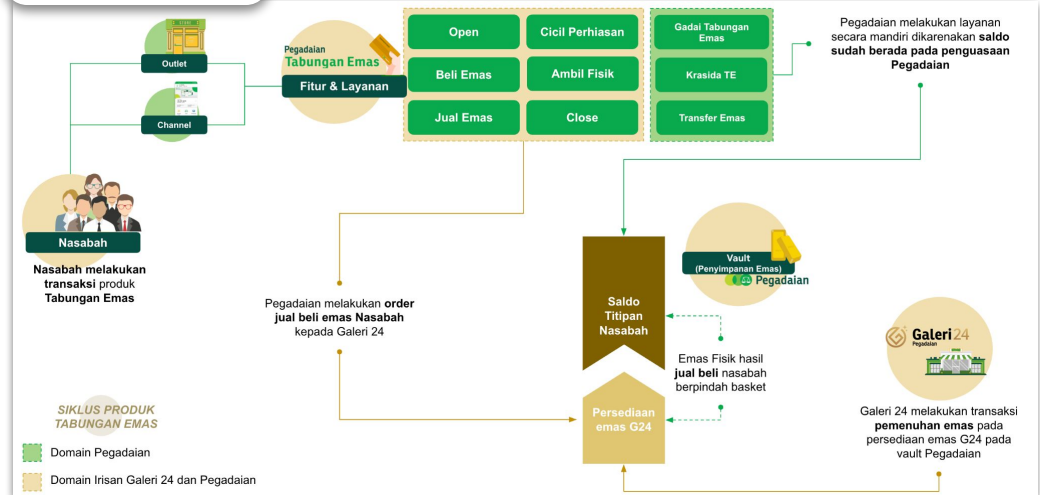 Outlet
Channel
Nasabah
Nasabah melakukan
transaksi produk
Tabungan Emas
Pegadaian
Tabungan Emas
Fitur & Layanan
Open
Cicil Perhiasan
Beli Emas
Ambil Fisik
Jual Emas
Close
Gadai Tabungan
Emas
Krasida TE
Transfer Emas
Pegadaian melakukan layanan
secara mandiri dikarenakan saldo
sudah berada pada penguasaan
Pegadaian
Pegadaian melakukan order
jual beli emas Nasabah
kepada Galeri 24
Saldo
Titipan
Nasabah
Persediaan
emas G24
Vault
(Penyimpanan Emas)
Pegadaian
Emas Fisik hasil
jual beli nasabah
berpindah basket
Galeri 24
Pegadaian
Galeri 24 melakukan transaksi
pemenuhan emas pada
persediaan emas G24 pada
vault Pegadaian
SIKLUS PRODUK
TABUNGAN EMAS
Domain Pegadaian
Domain Irisan Galeri 24 dan Pegadaian